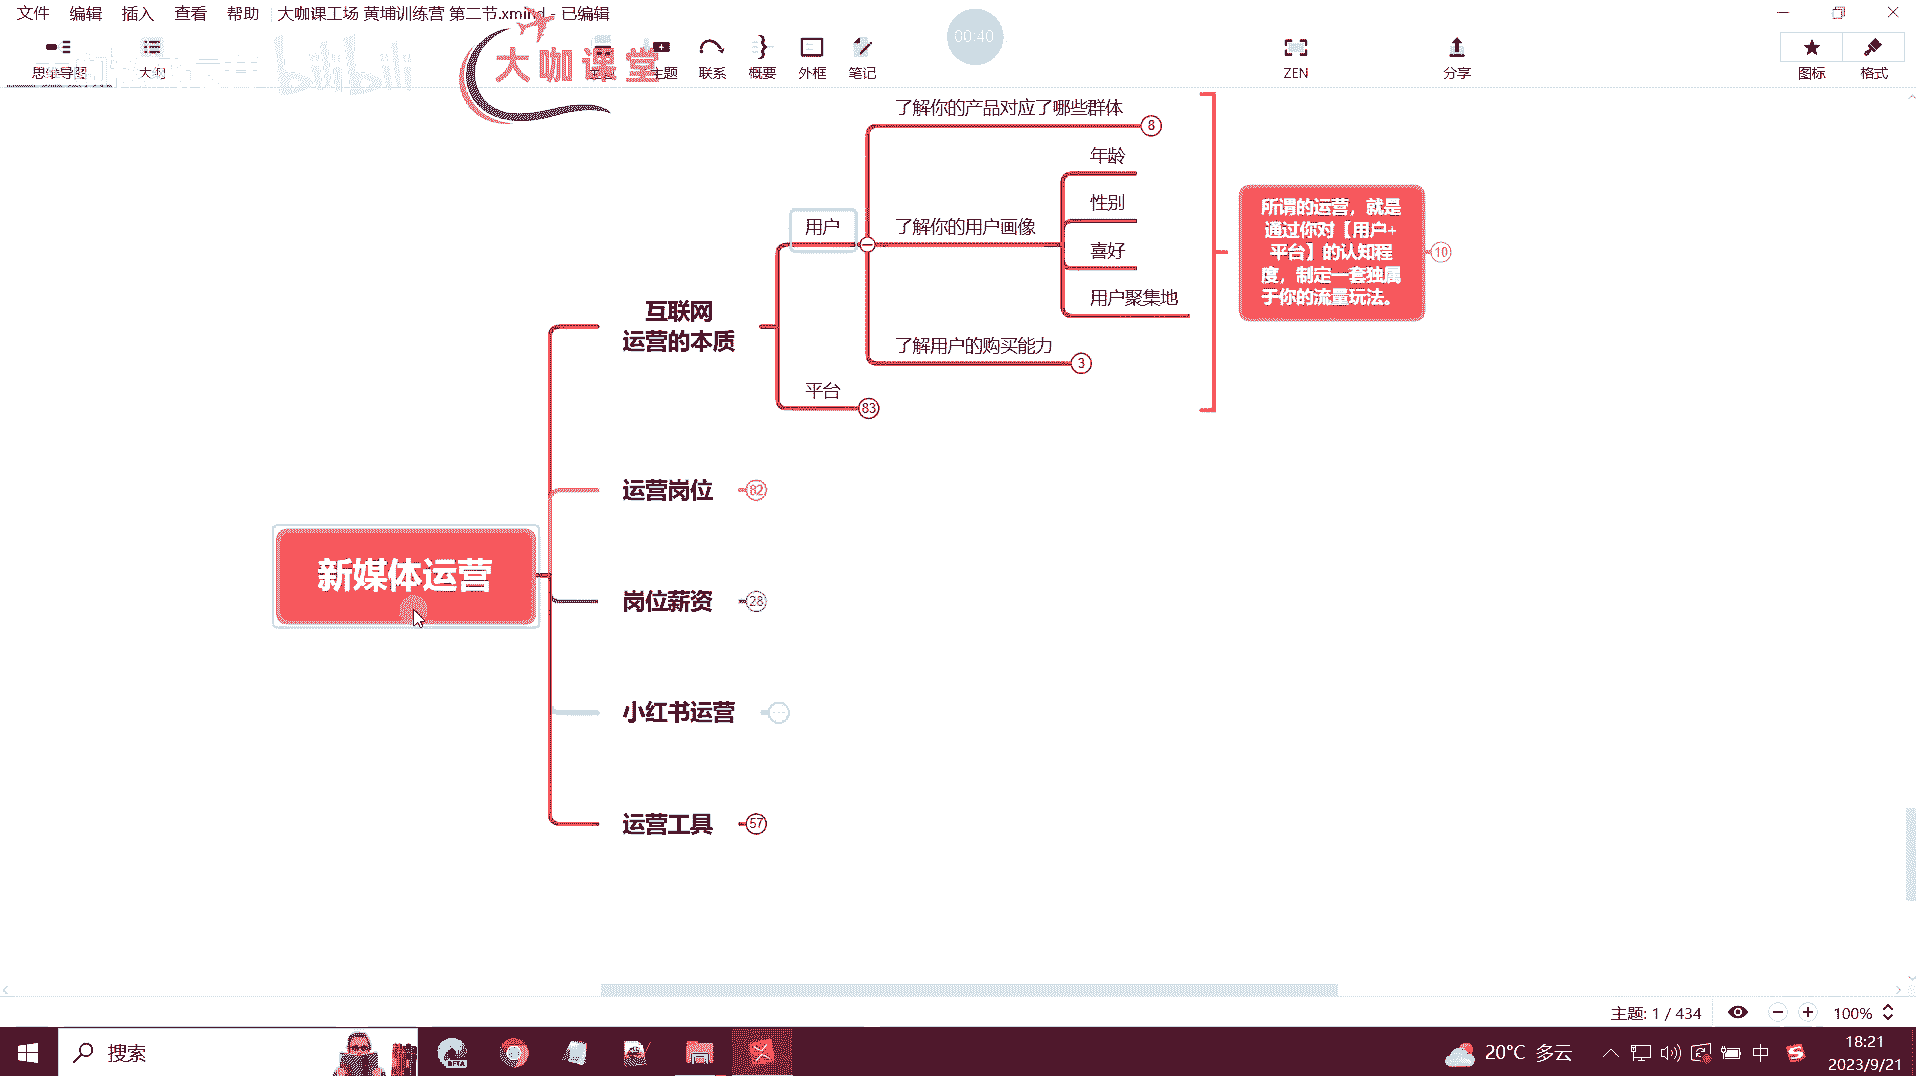 文件 编辑 插入 查看 帮助 大咖课工场 黄埔训练营 第二节.xmind - 已编辑
00:40
大咖课堂
bilibili
思维导图 大纲 主题 联系 概要 外框 笔记 ZEN 分享 图标 格式
了解你的产品对应了哪些群体
8
年龄
性别
用户
了解你的用户画像
喜好
用户聚集地
所谓的运营，就是
通过你对【用户+
平台】的认知程
度，制定一套独属
于你的流量玩法。
10
互联网
运营的本质
了解用户的购买能力
3
平台
83
运营岗位
82
新媒体运营
岗位薪资
28
小红书运营
运营工具
57
主题: 1 / 434
100%
搜索
BETA
20°C 多云
中
18:21
2023/9/21